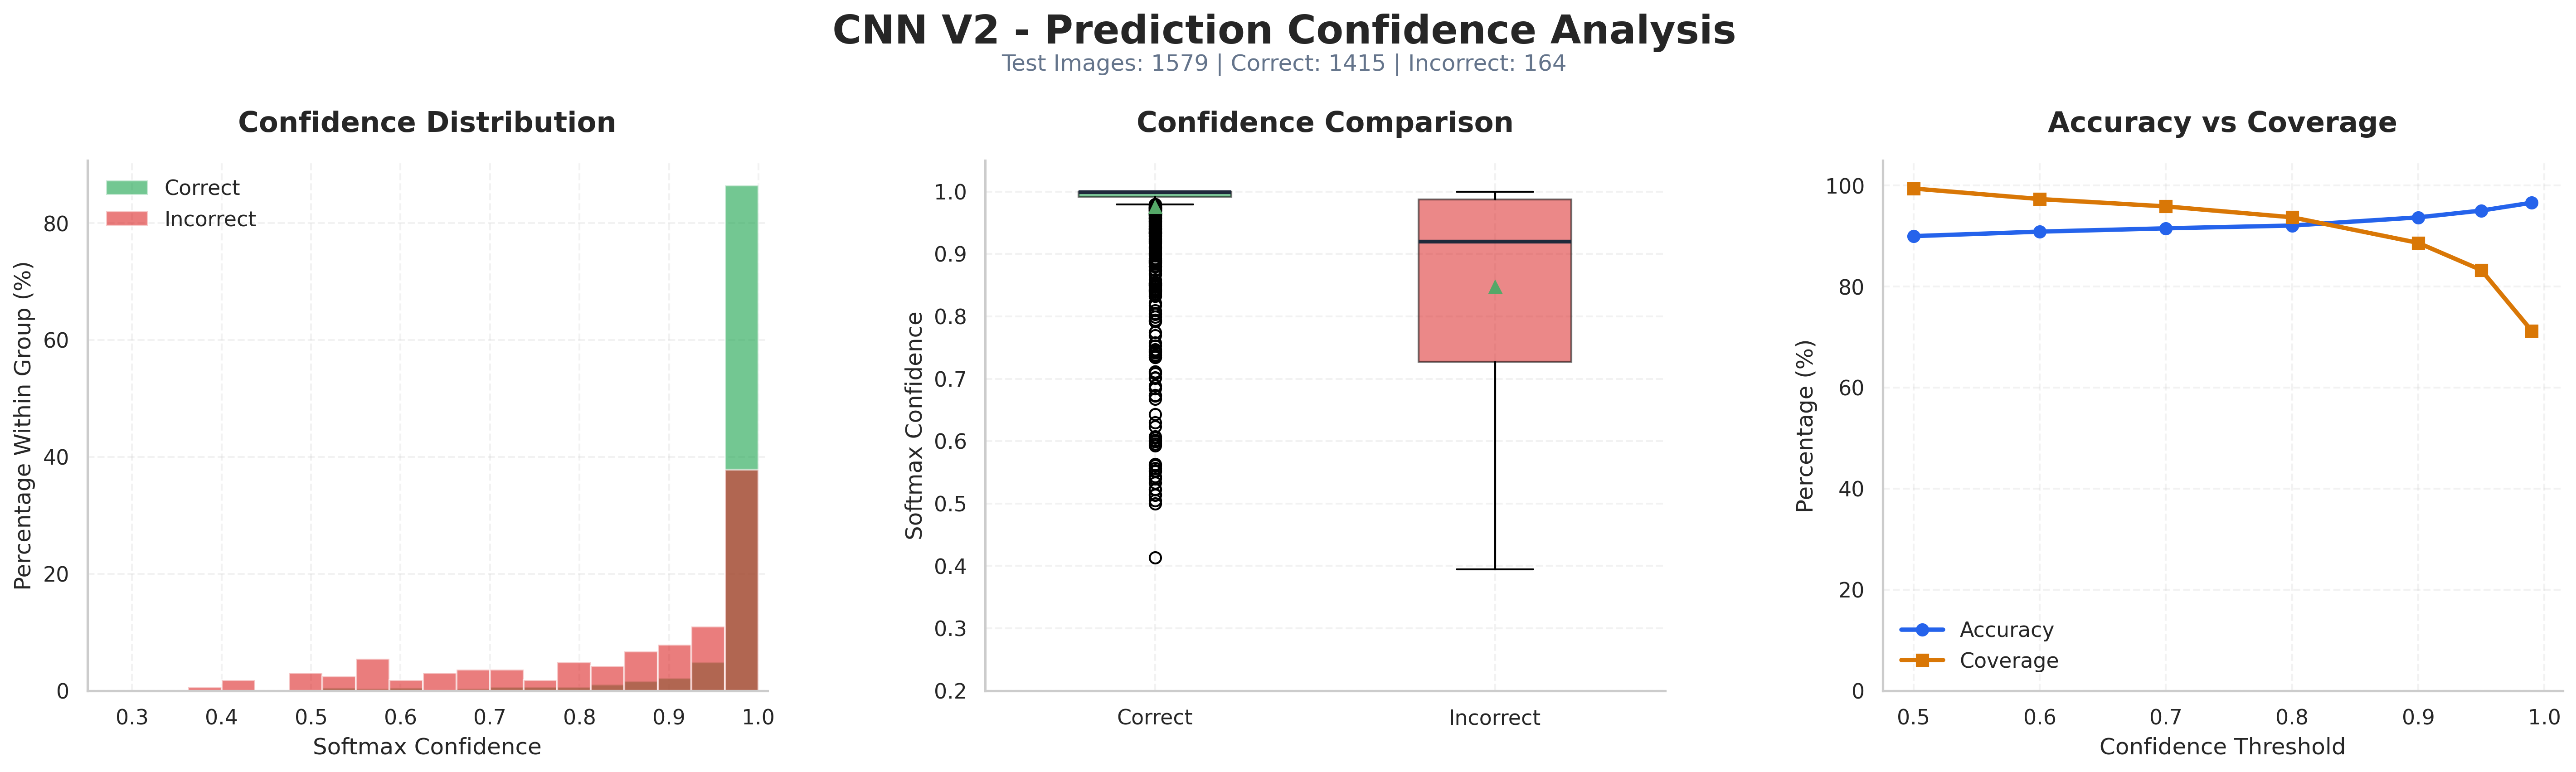 CNN V2 - Prediction Confidence Analysis
Test Images: 1579 | Correct: 1415 | Incorrect: 164
Confidence Distribution
Correct
Incorrect
Percentage Within Group (%)
80
60
40
20
0
0.3 0.4 0.5 0.6 0.7 0.8 0.9 1.0
Softmax Confidence
Confidence Comparison
Softmax Confidence
1.0
0.9
0.8
0.7
0.6
0.5
0.4
0.3
0.2
Correct Incorrect
Accuracy vs Coverage
Percentage (%)
100
80
60
40
20
0
Accuracy
Coverage
0.5 0.6 0.7 0.8 0.9 1.0
Confidence Threshold